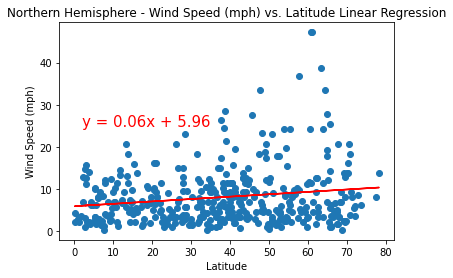 Northern Hemisphere - Wind Speed (mph) vs. Latitude Linear Regression
40
30
y = 0.06x + 5.96
20
10
0
Wind Speed (mph)
0 10 20 30 40 50 60 70 80
Latitude